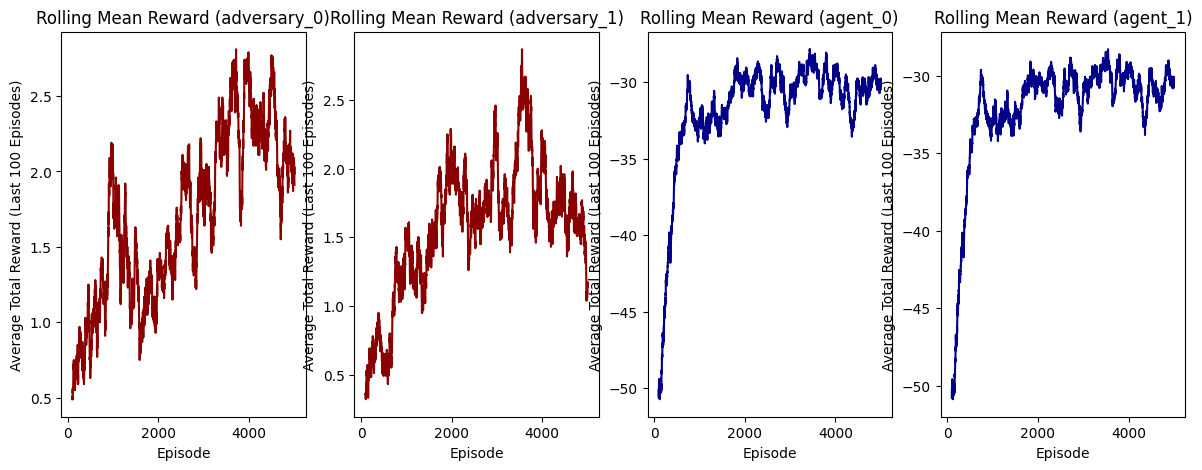 Rolling Mean Reward (adversary_0)
Average Total Reward (Last 100 Episodes)
2.5
2.0
1.5
1.0
0.5
0
2000
4000
Episode
Rolling Mean Reward (adversary_1)
Average Total Reward (Last 100 Episodes)
2.5
2.0
1.5
1.0
0.5
0
2000
4000
Episode
Rolling Mean Reward (agent_0)
Average Total Reward (Last 100 Episodes)
−30
−35
−40
−45
−50
0
2000
4000
Episode
Rolling Mean Reward (agent_1)
Average Total Reward (Last 100 Episodes)
−30
−35
−40
−45
−50
0
2000
4000
Episode